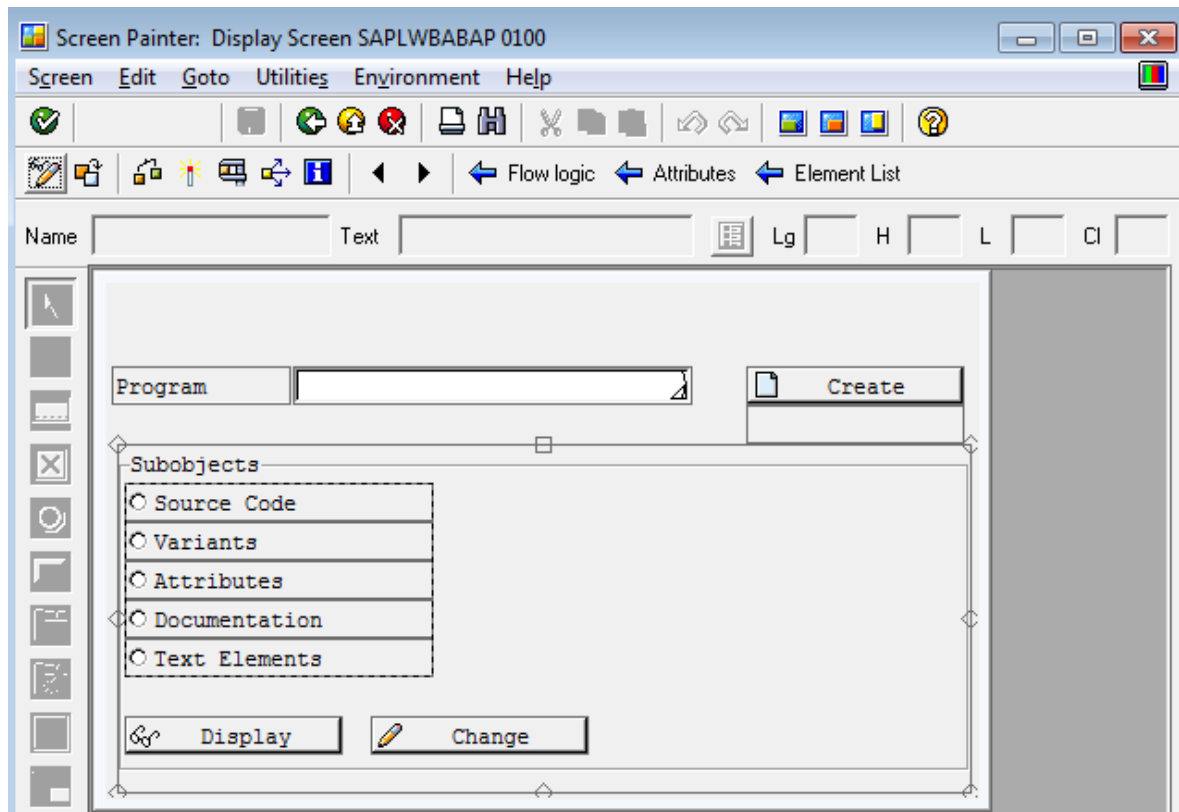 Screen Painter: Display Screen SAPLWBABAP 0100
Screen Edit Goto Utilities Environment Help
Flow logic Attributes Element List
Name Text Lg H L Cl
Program Create
Subobjects
Source Code
Variants
Attributes
Documentation
Text Elements
Display Change